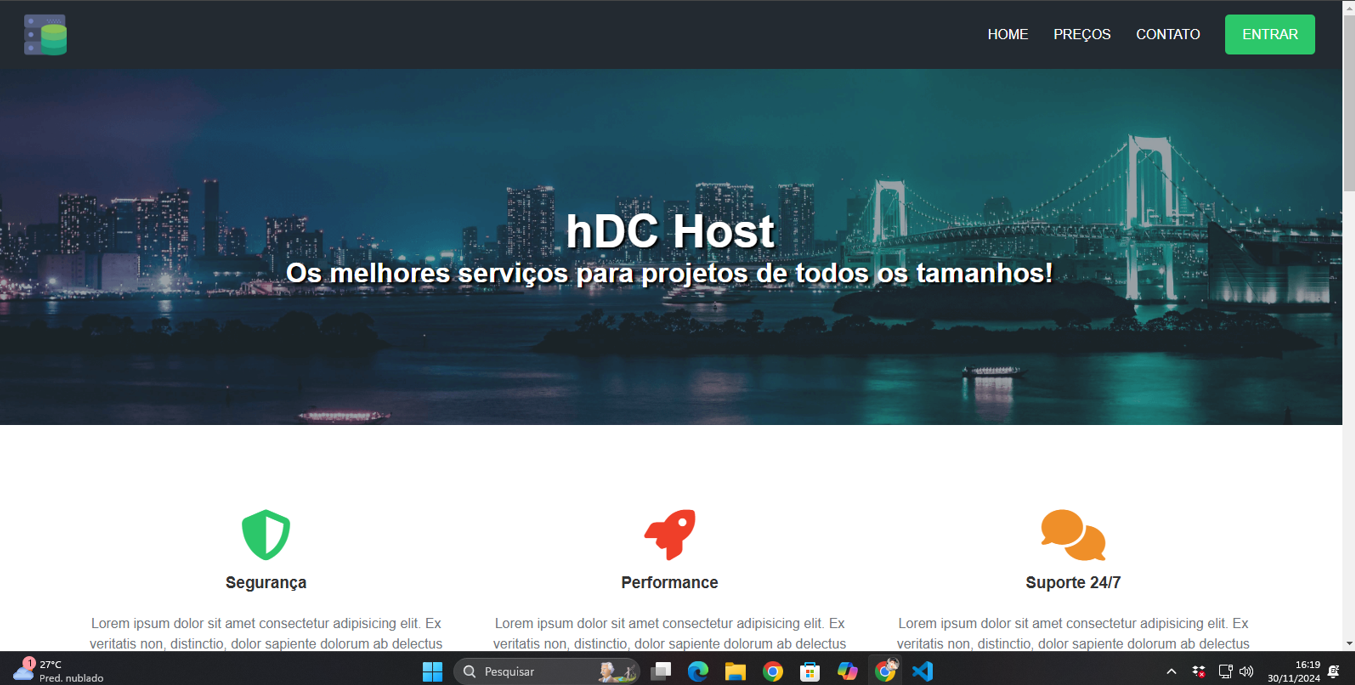 HOME PREÇOS CONTATO ENTRAR
hDC Host
Os melhores serviços para projetos de todos os tamanhos!
Segurança Performance Suporte 24/7
Lorem ipsum dolor sit amet consectetur adipisicing elit. Ex Lorem ipsum dolor sit amet consectetur adipisicing elit. Ex Lorem ipsum dolor sit amet consectetur adipisicing elit. Ex
veritatis non, distinctio, dolor sapiente dolorum ab delectus veritatis non, distinctio, dolor sapiente dolorum ab delectus veritatis non, distinctio, dolor sapiente dolorum ab delectus
1 27°C Pesquisar 16:19
Pred. nublado 30/11/2024